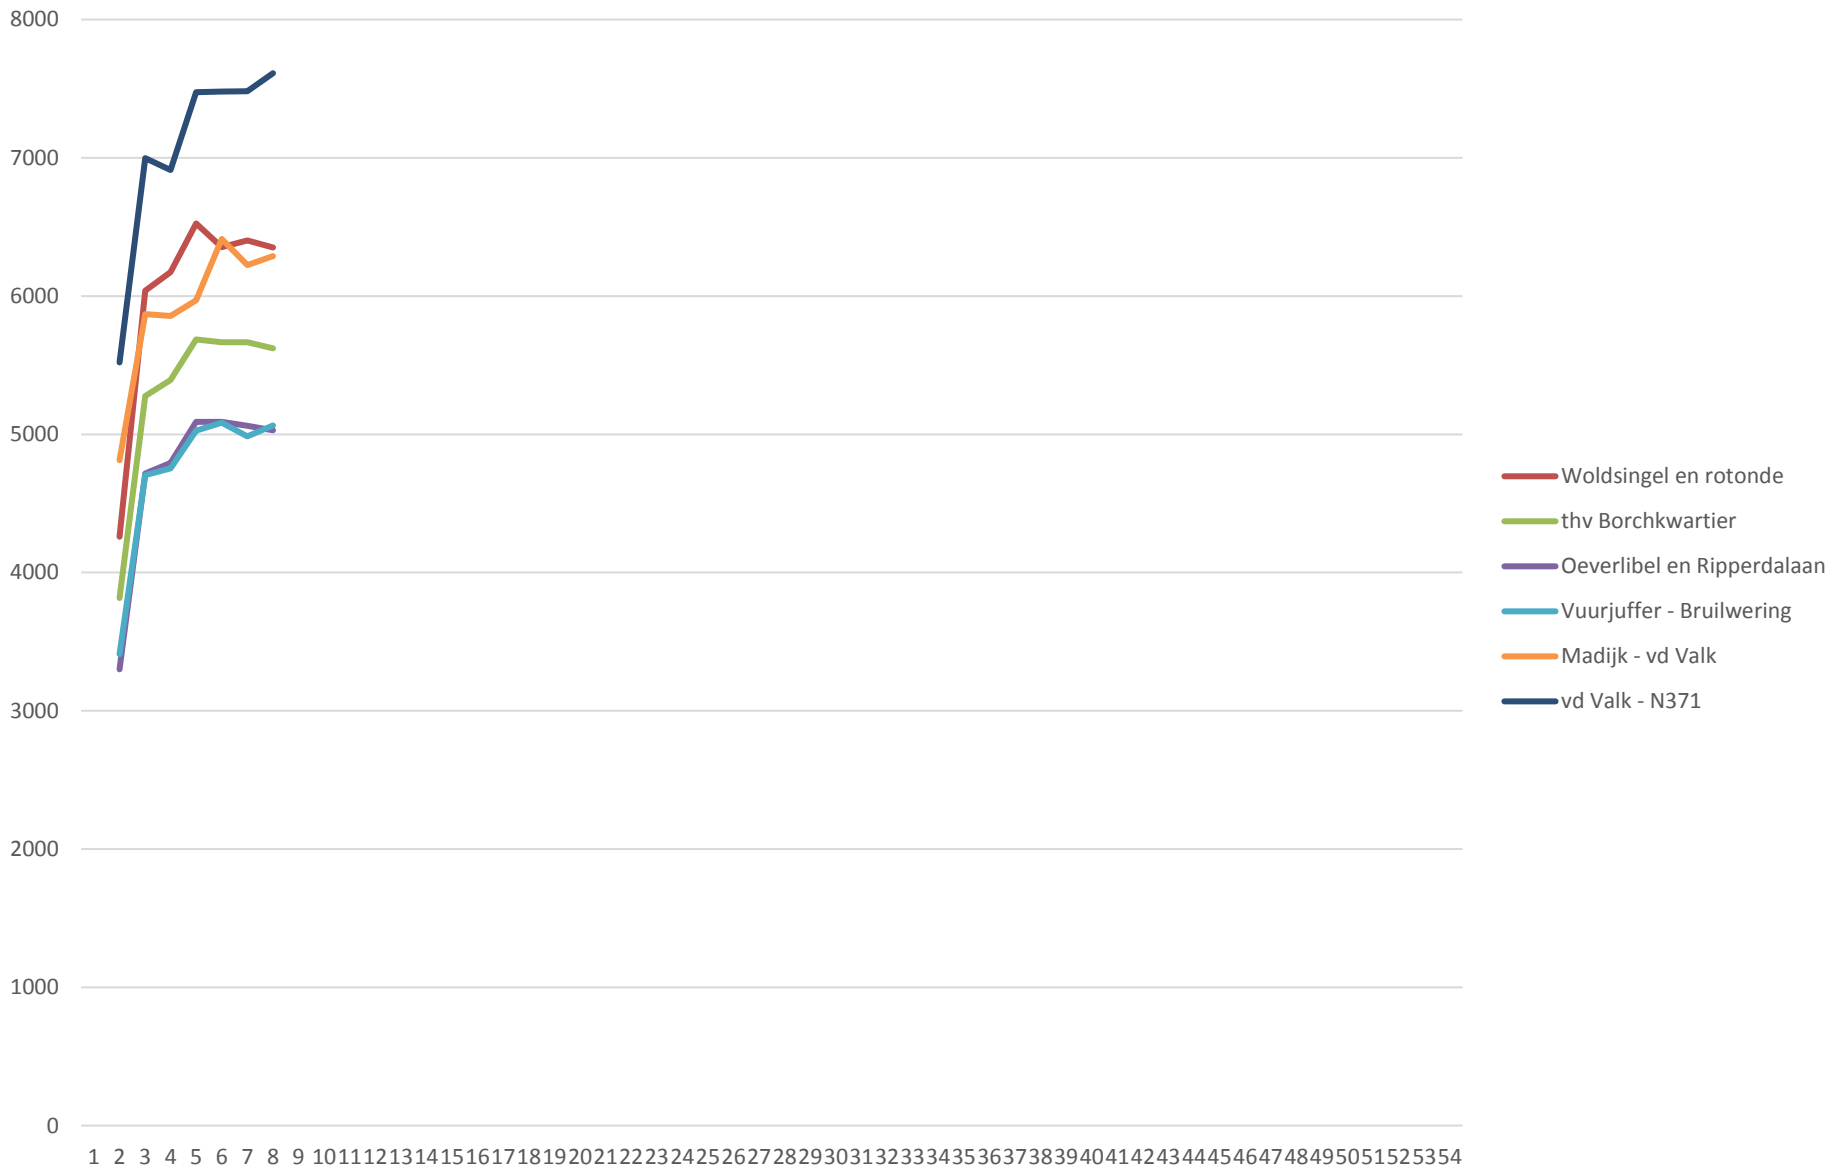 8000
7000
6000
5000
4000
3000
2000
1000
0
1 2 3 4 5 6 7 8 9 10 11 12 13 14 15 16 17 18 19 20 21 22 23 24 25 26 27 28 29 30 31 32 33 34 35 36 37 38 39 40 41 42 43 44 45 46 47 48 49 50 51 52 53 54
Woldsingel en rotonde
thv Borchkwartier
Oeverlibel en Ripperdalaan
Vuurjuffer - Bruilwering
Madijk - vd Valk
vd Valk - N371